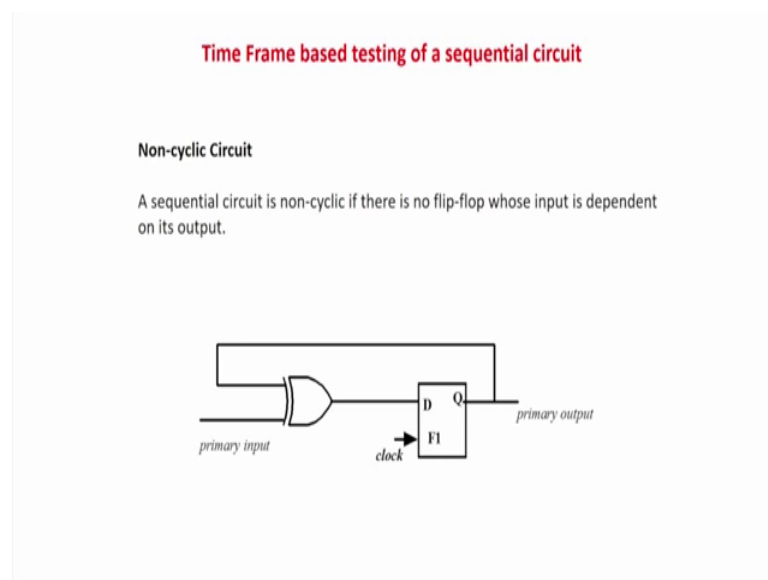 Time Frame based testing of a sequential circuit
Non-cyclic Circuit
A sequential circuit is non-cyclic if there is no flip-flop whose input is dependent
on its output.
D Q
primary output
F1
primary input
clock